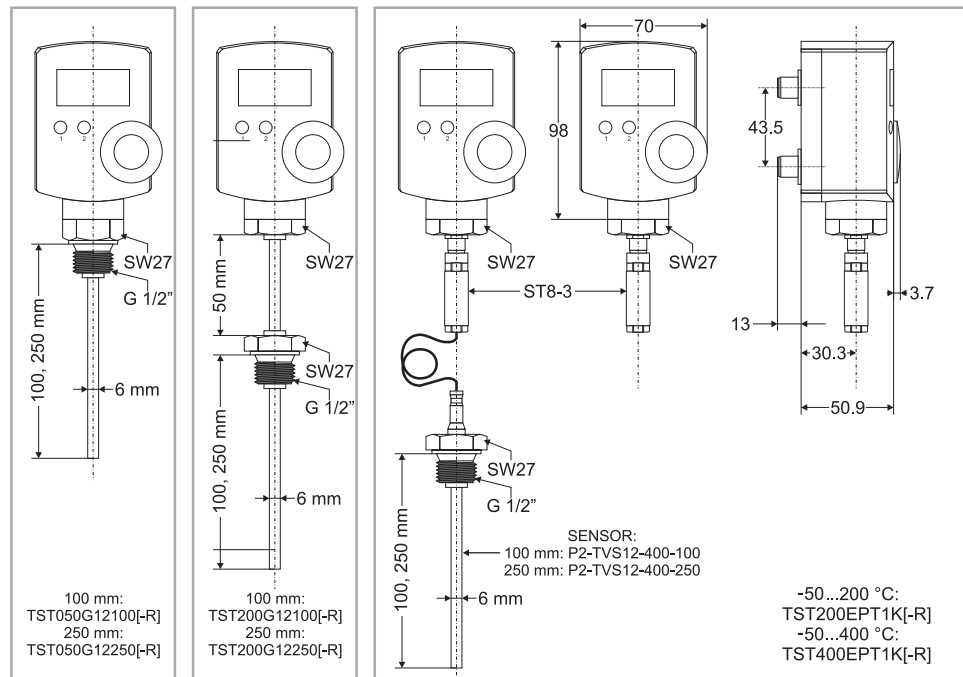 1 2
SW27
G 1/2”
100, 250 mm
6 mm
100 mm:
TST050G12100[-R]
250 mm:
TST050G12250[-R]
1 2
SW27
50 mm
SW27
G 1/2”
100, 250 mm
6 mm
100 mm:
TST200G12100[-R]
250 mm:
TST200G12250[-R]
70
98
43.5
1 2
1 2
SW27
SW27
ST8-3
3.7
13
30.3
50.9
SW27
G 1/2”
100, 250 mm
6 mm
SENSOR:
100 mm: P2-TVS12-400-100
250 mm: P2-TVS12-400-250
-50...200 °C:
TST200EPT1K[-R]
-50...400 °C:
TST400EPT1K[-R]